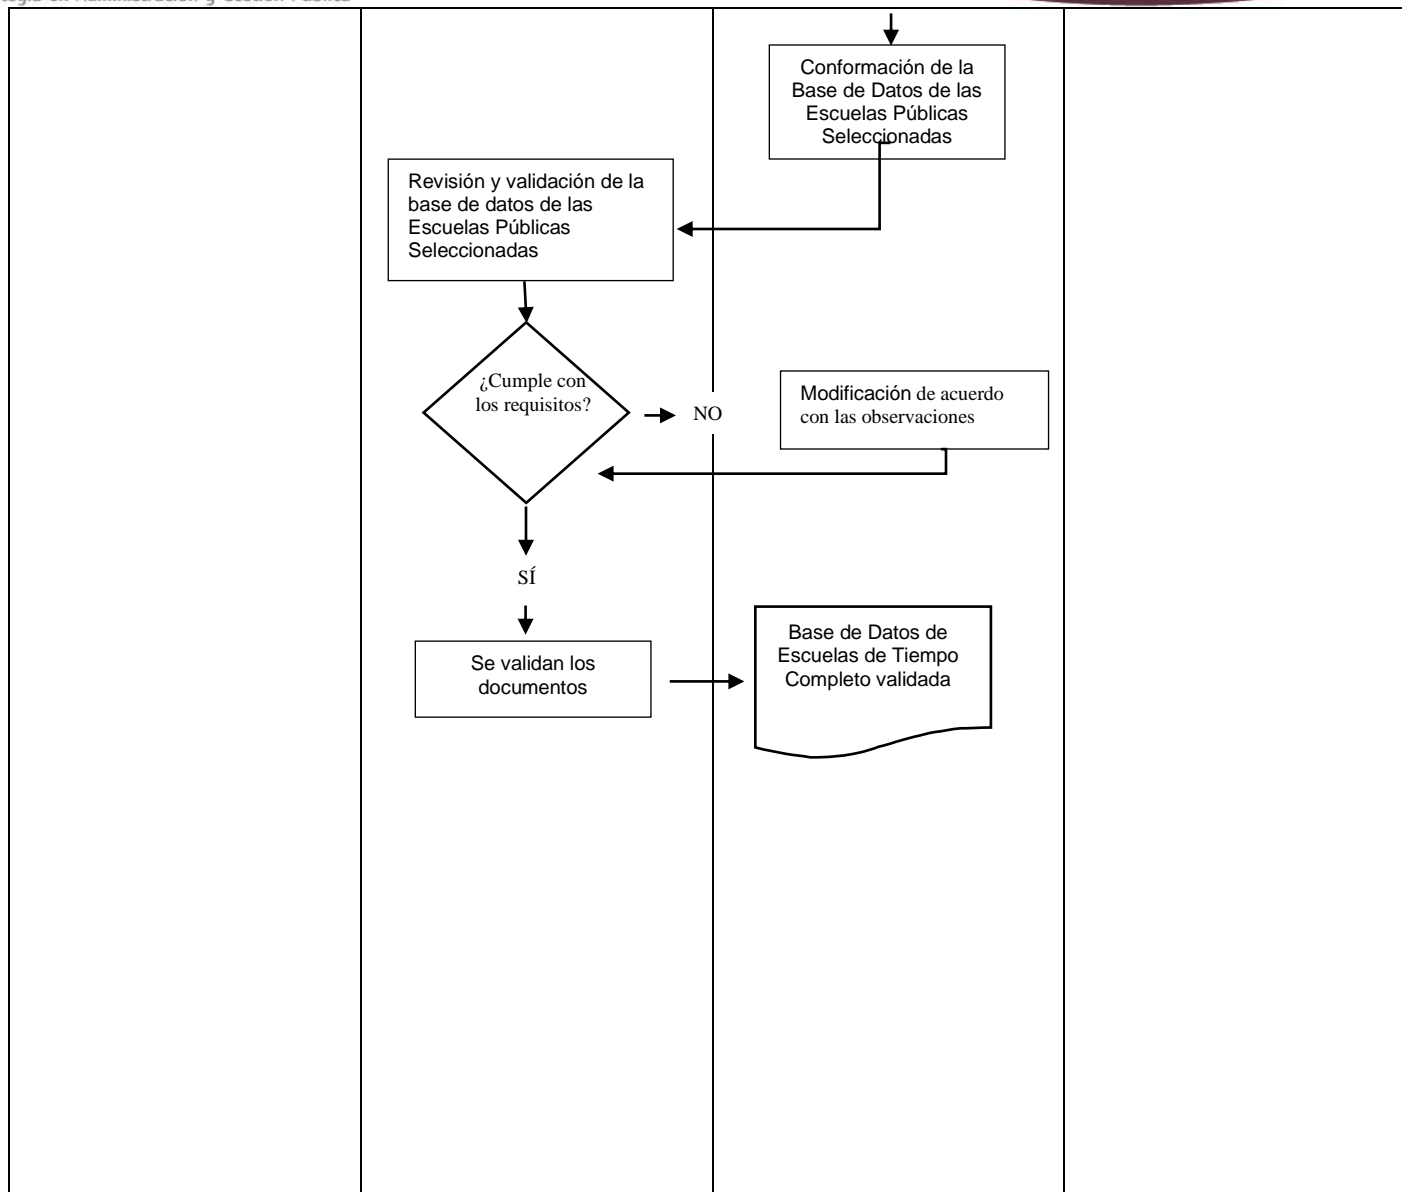 Conformación de la
Base de Datos de las
Escuelas Públicas
Seleccionadas
Revisión y validación de la
base de datos de las
Escuelas Públicas
Seleccionadas
¿Cumple con
los requisitos?
NO
Modificación de acuerdo
con las observaciones
SÍ
Se validan los
documentos
Base de Datos de
Escuelas de Tiempo
Completo validada